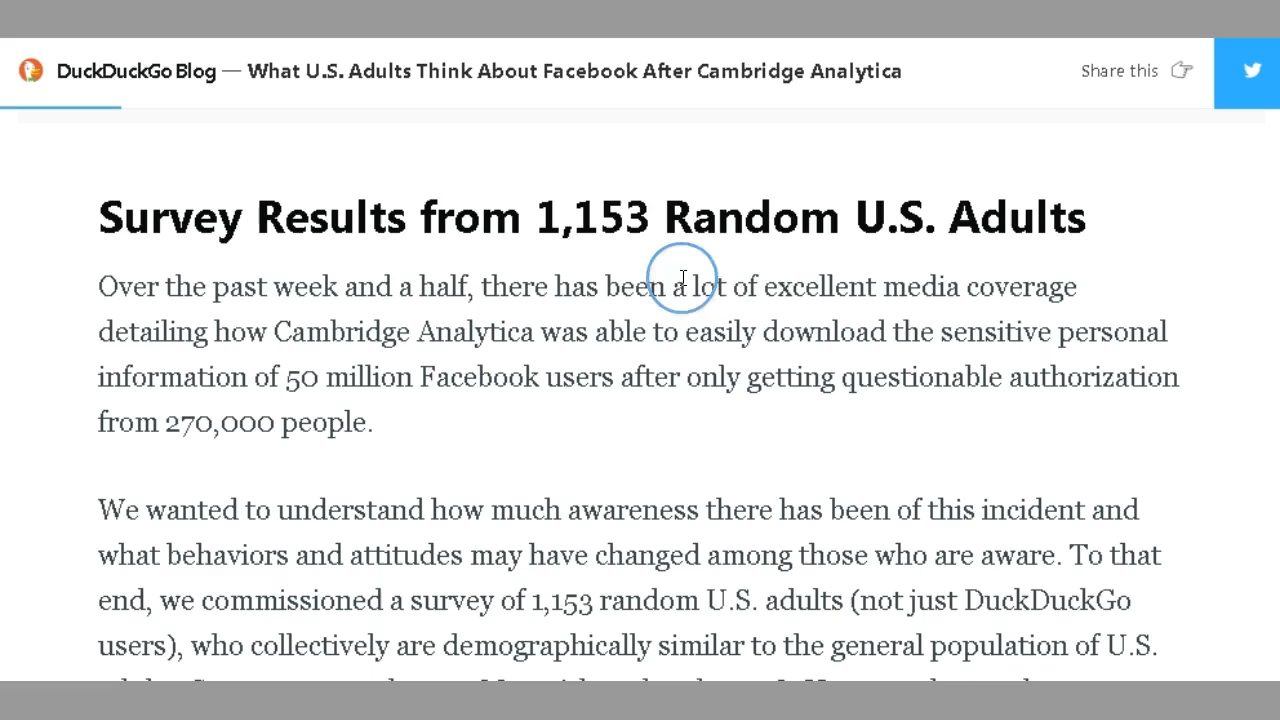 DuckDuckGo Blog — What U.S. Adults Think About Facebook After Cambridge Analytica
Share this
Survey Results from 1,153 Random U.S. Adults
Over the past week and a half, there has been a lot of excellent media coverage
detailing how Cambridge Analytica was able to easily download the sensitive personal
information of 50 million Facebook users after only getting questionable authorization
from 270,000 people.
We wanted to understand how much awareness there has been of this incident and
what behaviors and attitudes may have changed among those who are aware. To that
end, we commissioned a survey of 1,153 random U.S. adults (not just DuckDuckGo
users), who collectively are demographically similar to the general population of U.S.